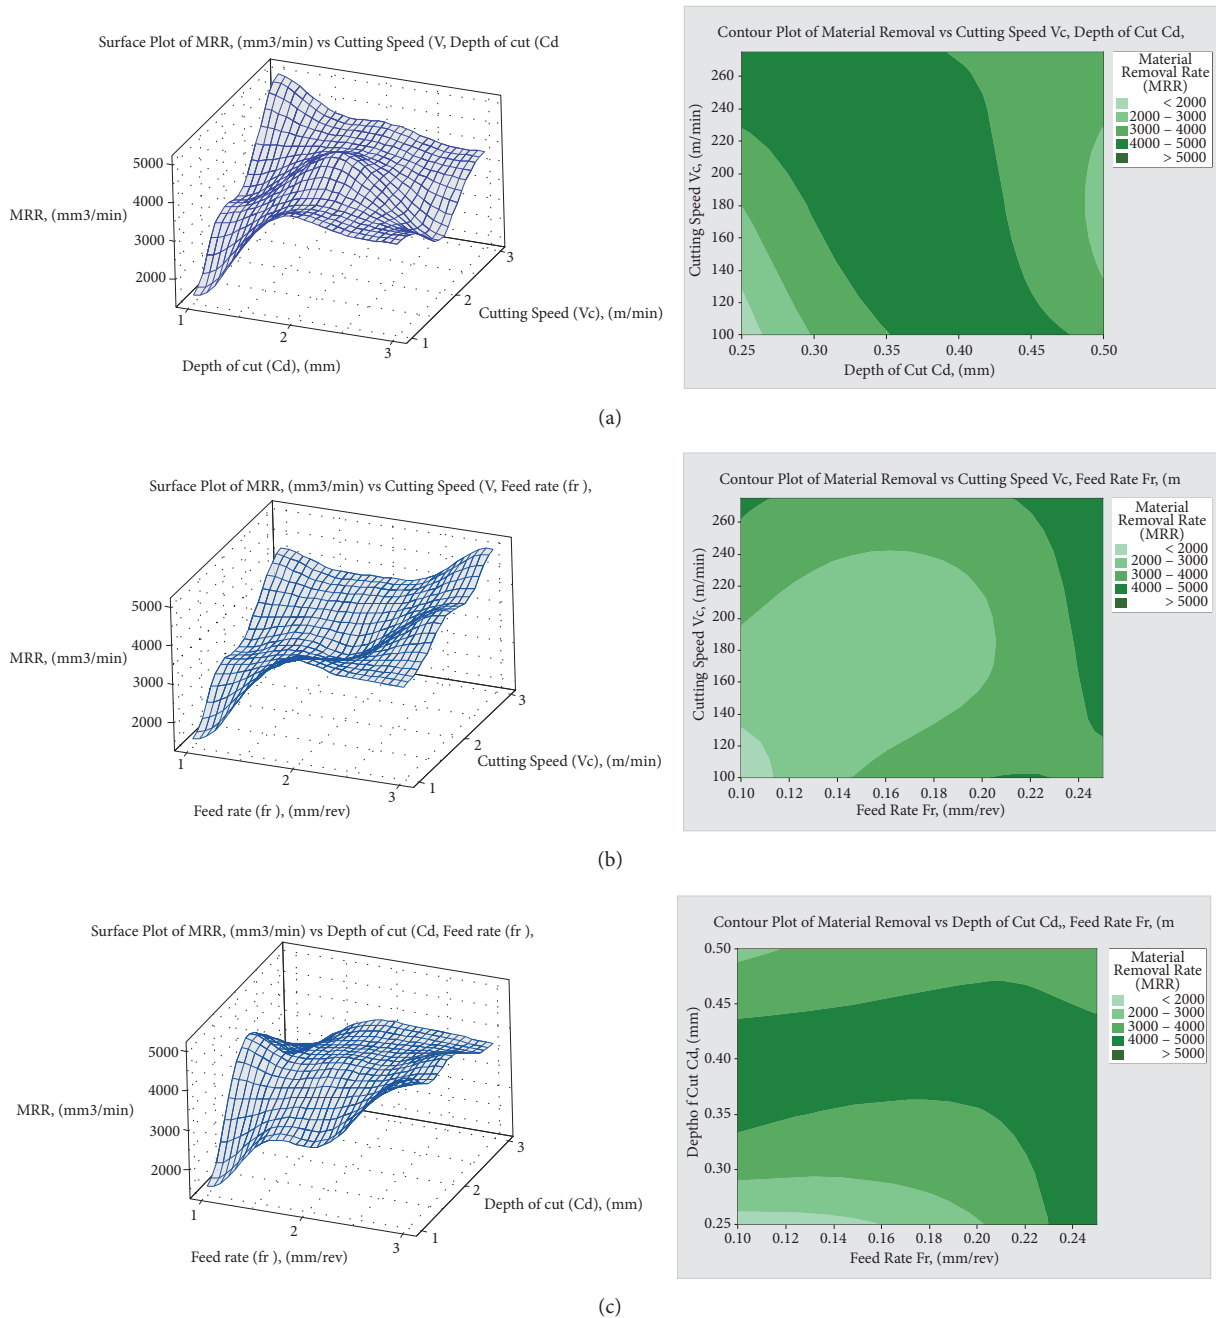 Surface Plot of MRR, (mm3/min) vs Cutting Speed (V, Depth of cut (Cd
5000
4000
MRR, (mm3/min)
3000
2000
1
2
3
Depth of cut (Cd), (mm)
1
2
3
Cutting Speed (Vc), (m/min)
Contour Plot of Material Removal vs Cutting Speed Vc, Depth of Cut Cd,
Cutting Speed Vc, (m/min)
260
240
220
200
180
160
140
120
100
0.25 0.30 0.35 0.40 0.45 0.50
Depth of Cut Cd, (mm)
Material
Removal Rate
(MRR)
< 2000
2000 – 3000
3000 – 4000
4000 – 5000
> 5000
(a)
Surface Plot of MRR, (mm3/min) vs Cutting Speed (V, Feed rate (fr ),
5000
4000
MRR, (mm3/min)
3000
2000
1
2
3
Feed rate (fr ), (mm/rev)
1
2
3
Cutting Speed (Vc), (m/min)
Contour Plot of Material Removal vs Cutting Speed Vc, Feed Rate Fr, (m
Cutting Speed Vc, (m/min)
260
240
220
200
180
160
140
120
100
0.10 0.12 0.14 0.16 0.18 0.20 0.22 0.24
Feed Rate Fr, (mm/rev)
Material
Removal Rate
(MRR)
< 2000
2000 – 3000
3000 – 4000
4000 – 5000
> 5000
(b)
Surface Plot of MRR, (mm3/min) vs Depth of cut (Cd, Feed rate (fr ),
5000
4000
MRR, (mm3/min)
3000
2000
1
2
3
Feed rate (fr ), (mm/rev)
1
2
3
Depth of cut (Cd), (mm)
Contour Plot of Material Removal vs Depth of Cut Cd,, Feed Rate Fr, (m
Deptho f Cut Cd, (mm)
0.50
0.45
0.40
0.35
0.30
0.25
0.10 0.12 0.14 0.16 0.18 0.20 0.22 0.24
Feed Rate Fr, (mm/rev)
Material
Removal Rate
(MRR)
< 2000
2000 – 3000
3000 – 4000
4000 – 5000
> 5000
(c)